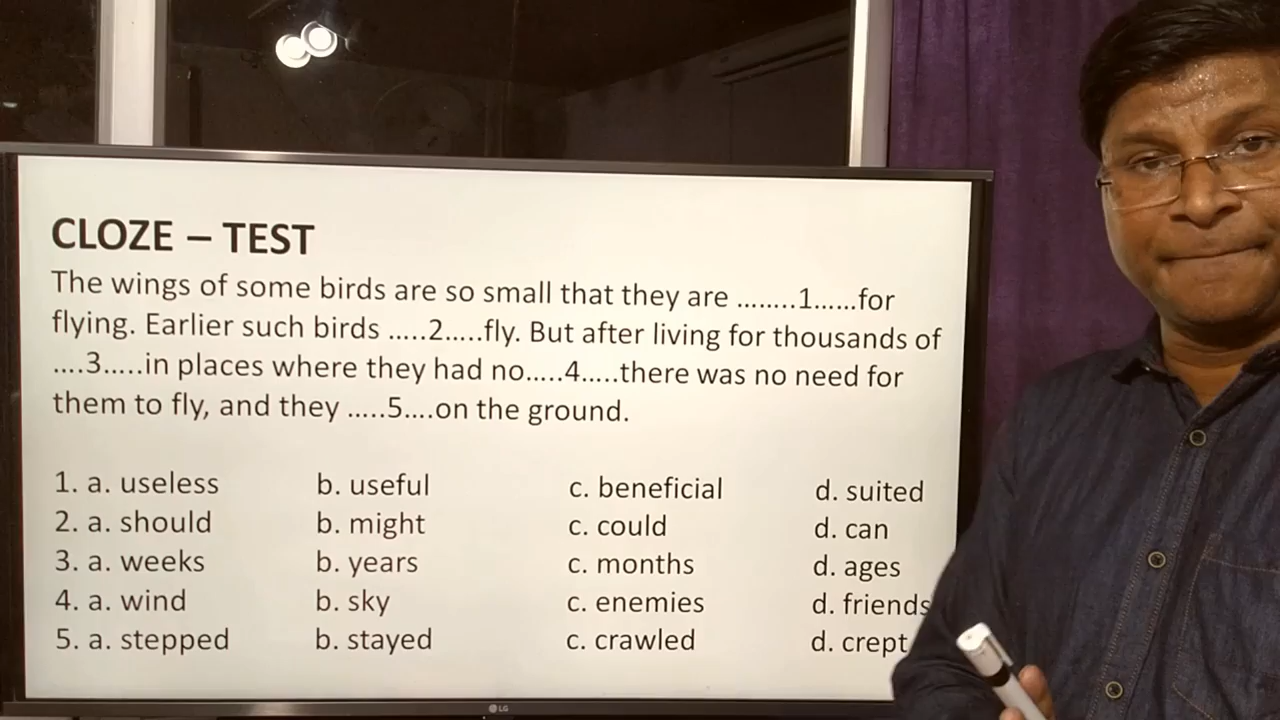 CLOZE – TEST
The wings of some birds are so small that they are ........1......for
flying. Earlier such birds .....2.....fly. But after living for thousands of
....3.....in places where they had no.....4.....there was no need for
them to fly, and they .....5....on the ground.
1. a. useless b. useful c. beneficial d. suited
2. a. should b. might c. could d. can
3. a. weeks b. years c. months d. ages
4. a. wind b. sky c. enemies d. friends
5. a. stepped b. stayed c. crawled d. crept
LG